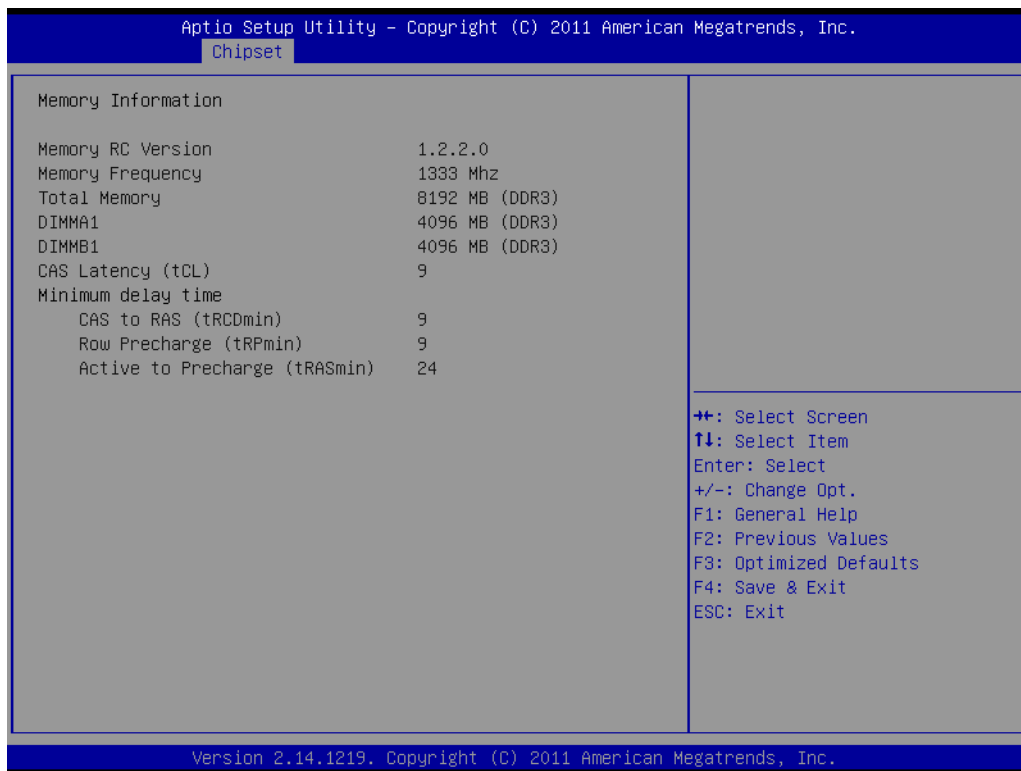 Aptio Setup Utility – Copyright (C) 2011 American Megatrends, Inc.
Chipset
Memory Information
Memory RC Version 1.2.2.0
Memory Frequency 1333 Mhz
Total Memory 8192 MB (DDR3)
DIMMA1 4096 MB (DDR3)
DIMMB1 4096 MB (DDR3)
CAS Latency (tCL) 9
Minimum delay time
CAS to RAS (tRCDmin) 9
Row Precharge (tRPmin) 9
Active to Precharge (tRASmin) 24
→←: Select Screen
↑↓: Select Item
Enter: Select
+/-: Change Opt.
F1: General Help
F2: Previous Values
F3: Optimized Defaults
F4: Save & Exit
ESC: Exit
Version 2.14.1219. Copyright (C) 2011 American Megatrends, Inc.